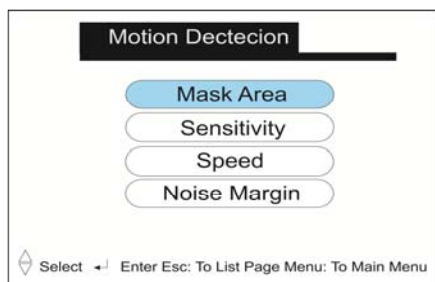 Motion Dectecion
Mask Area
Sensitivity
Speed
Noise Margin
Select Enter Esc: To List Page Menu: To Main Menu